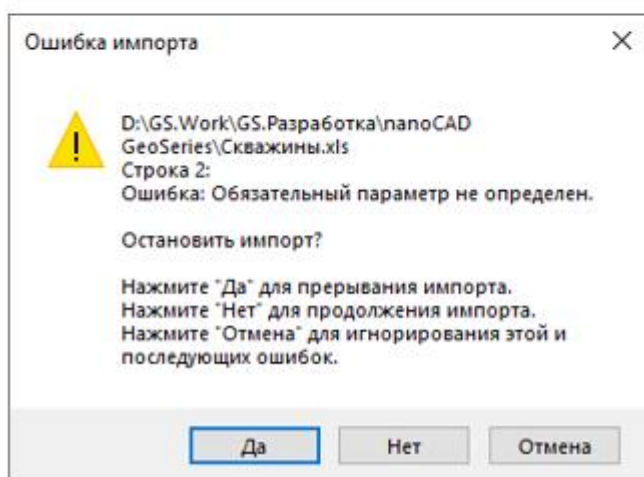 Ошибка импорта
D:\GS.Work\GS.Разработка\nanoCAD
GeoSeries\Скважины.xls
Строка 2:
Ошибка: Обязательный параметр не определен.
Остановить импорт?
Нажмите "Да" для прерывания импорта.
Нажмите "Нет" для продолжения импорта.
Нажмите "Отмена" для игнорирования этой и
последующих ошибок.
Да Нет Отмена